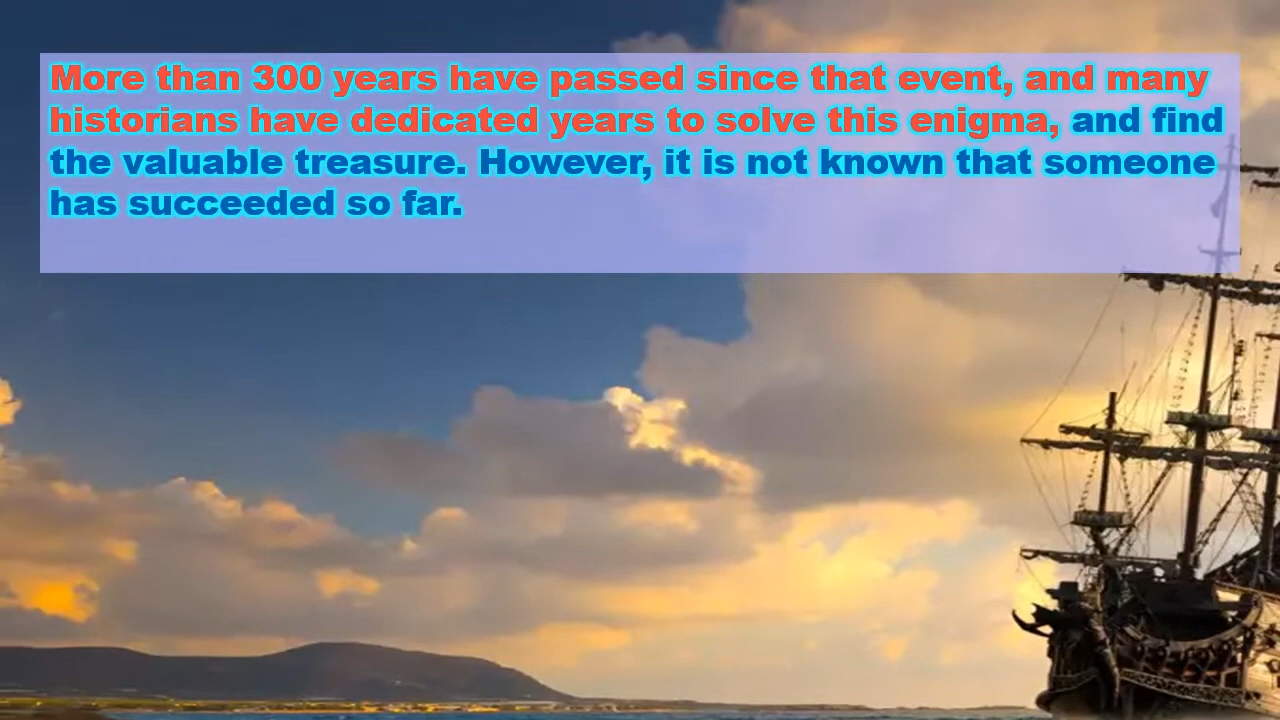 More than 300 years have passed since that event, and many
historians have dedicated years to solve this enigma, and find
the valuable treasure. However, it is not known that someone
has succeeded so far.